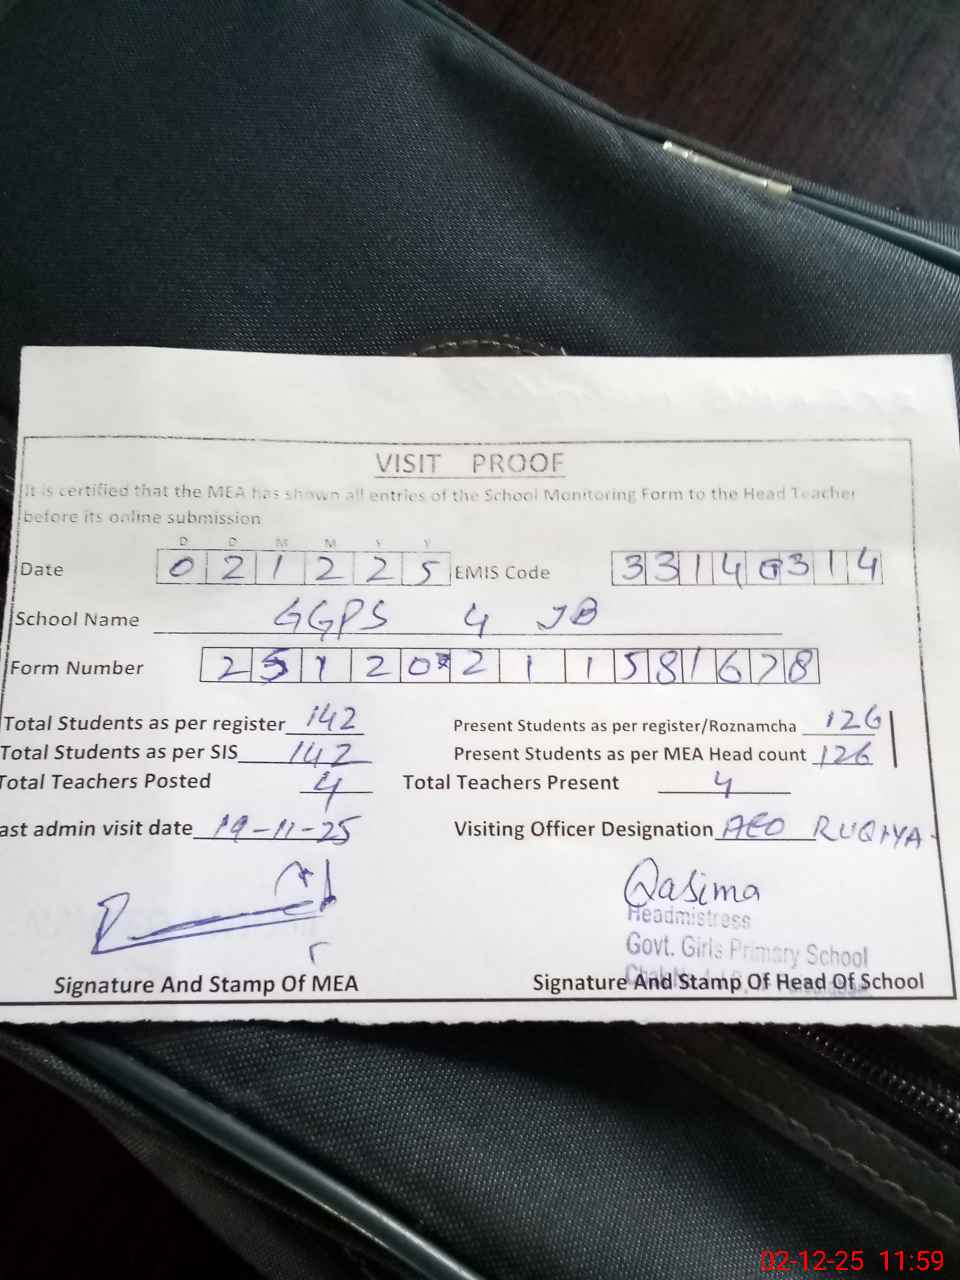 VISIT PROOF
It is certified that the MEA has shown all entries of the School Monitoring Form to the Head Teacher
before its online submission
D D M M Y Y
Date 0 2 1 2 2 5 EMIS Code 3 3 1 4 0 3 1 4
School Name GGPS 4 JB
Form Number 2 5 1 2 0 2 1 1 5 8 1 6 7 8
Total Students as per register 142 Present Students as per register/Roznamcha 126
Total Students as per SIS 142 Present Students as per MEA Head count 126
Total Teachers Posted 4 Total Teachers Present 4
ast admin visit date 19-11-25 Visiting Officer Designation AEO RUQIYA
Qasima
Headmistress
Govt. Girls Primary School
Signature And Stamp Of MEA Signature And Stamp Of Head Of School
02-12-25 11:59